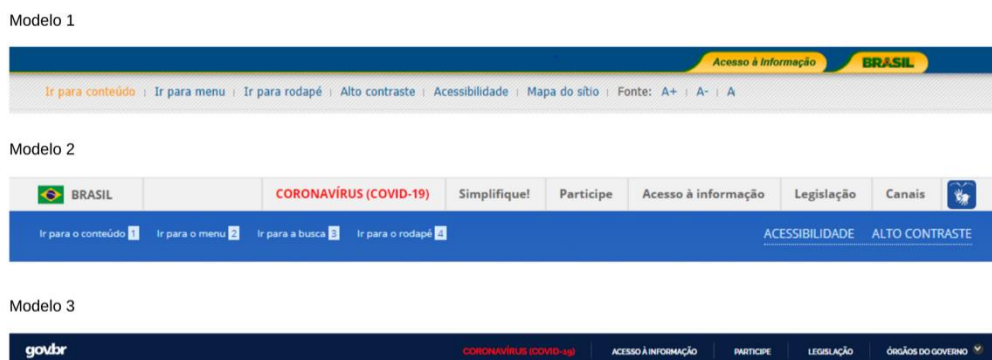 Modelo 1
Acesso à Informação BRASIL
Ir para conteúdo | Ir para menu | Ir para rodapé | Alto contraste | Acessibilidade | Mapa do sítio | Fonte: A+ | A- | A
Modelo 2
BRASIL CORONAVÍRUS (COVID-19) Simplifique! Participe Acesso à informação Legislação Canais
Ir para o conteúdo 1 Ir para o menu 2 Ir para a busca 3 Ir para o rodapé 4 ACESSIBILIDADE ALTO CONTRASTE
Modelo 3
govbr CORONAVÍRUS (COVID-19) ACESSO À INFORMAÇÃO PARTICIPE LEGISLAÇÃO ÓRGÃOS DO GOVERNO